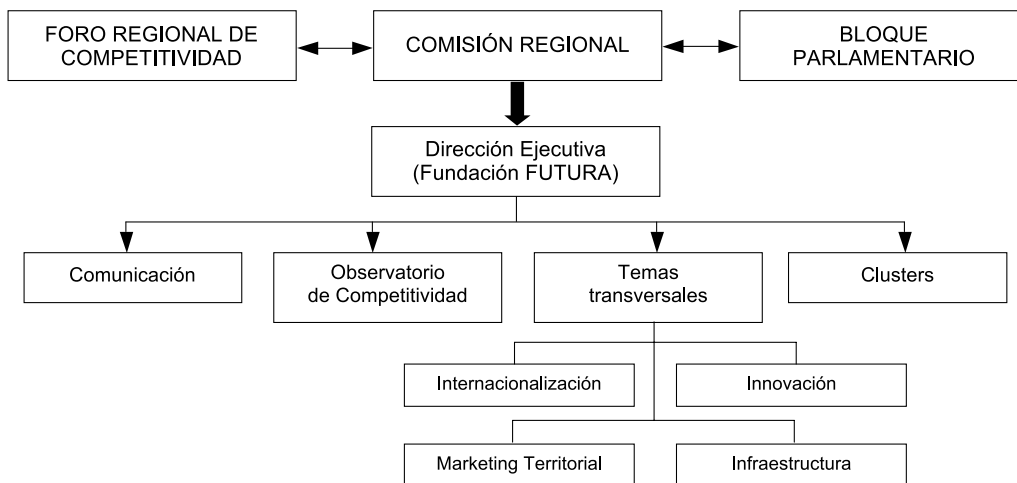 FORO REGIONAL DE
COMPETITIVIDAD
COMISIÓN REGIONAL
BLOQUE
PARLAMENTARIO
Dirección Ejecutiva
(Fundación FUTURA)
Comunicación
Observatorio
de Competitividad
Temas
transversales
Clusters
Internacionalización
Innovación
Marketing Territorial
Infraestructura